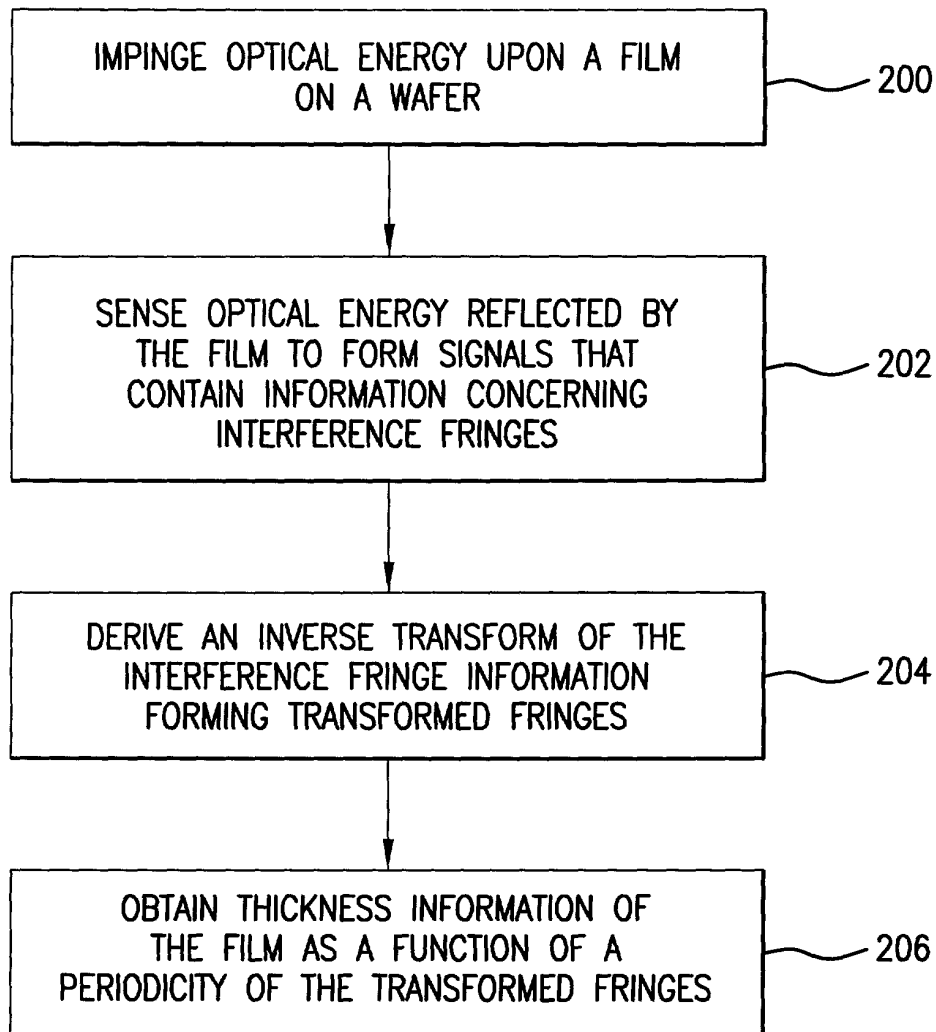 IMPINGE OPTICAL ENERGY UPON A FILM
ON A WAFER
200
SENSE OPTICAL ENERGY REFLECTED BY
THE FILM TO FORM SIGNALS THAT
CONTAIN INFORMATION CONCERNING
INTERFERENCE FRINGES
202
DERIVE AN INVERSE TRANSFORM OF THE
INTERFERENCE FRINGE INFORMATION
FORMING TRANSFORMED FRINGES
204
OBTAIN THICKNESS INFORMATION OF
THE FILM AS A FUNCTION OF A
PERIODICITY OF THE TRANSFORMED FRINGES
206